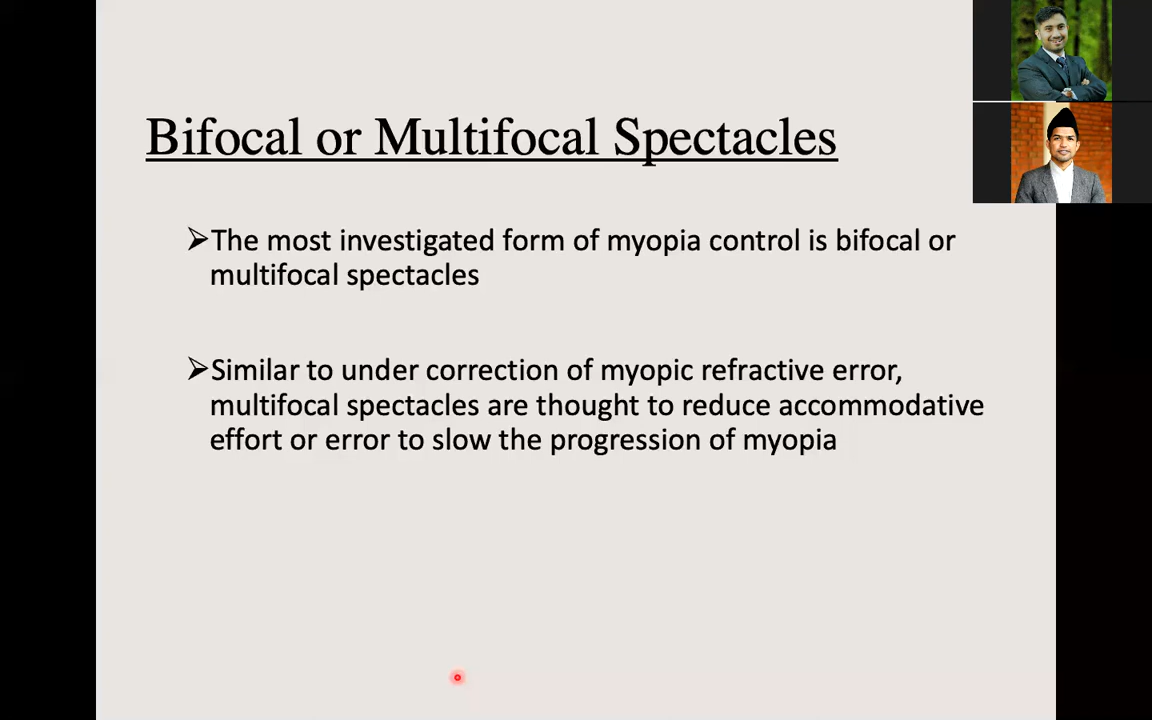 Bifocal or Multifocal Spectacles
➢The most investigated form of myopia control is bifocal or
multifocal spectacles
➢Similar to under correction of myopic refractive error,
multifocal spectacles are thought to reduce accommodative
effort or error to slow the progression of myopia